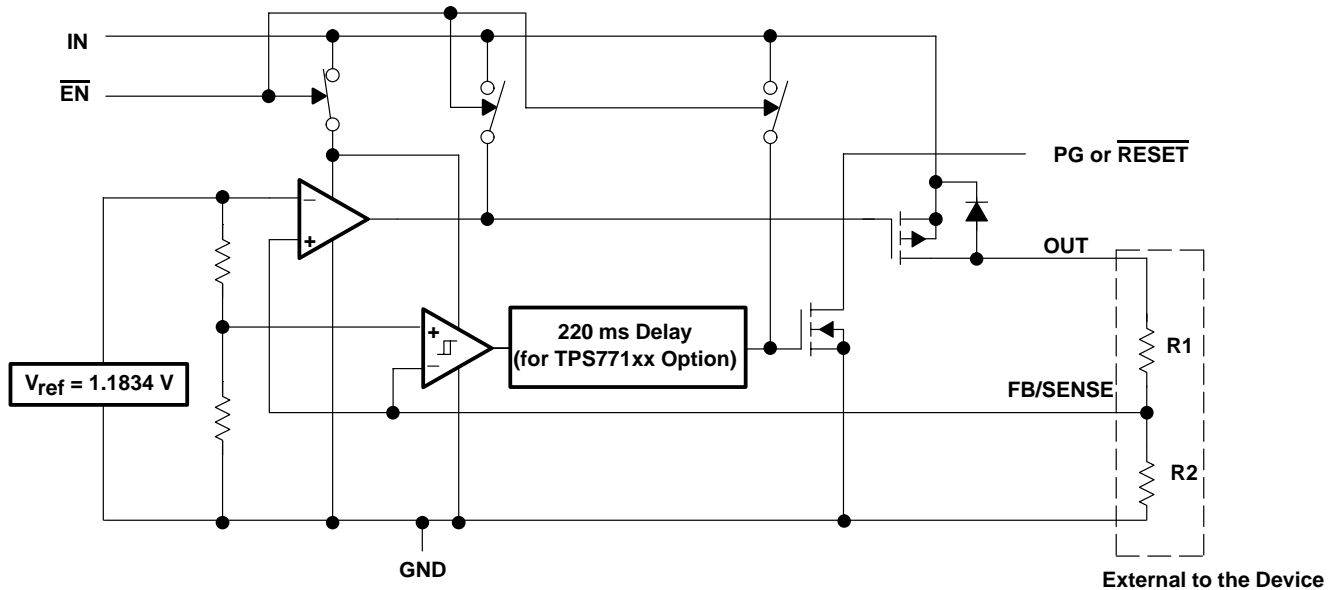 IN
EN
PG or RESET
−
+
OUT
+
−
220 ms Delay
(for TPS771xx Option)
R1
Vref = 1.1834 V
FB/SENSE
R2
GND
External to the Device